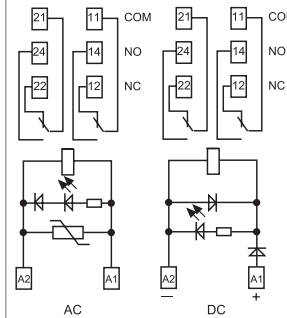 21 11 COM 21 11 COM
24 14 NO 24 14 NO
22 12 NC 22 12 NC
A2 A1 A2 A1
— +
AC DC